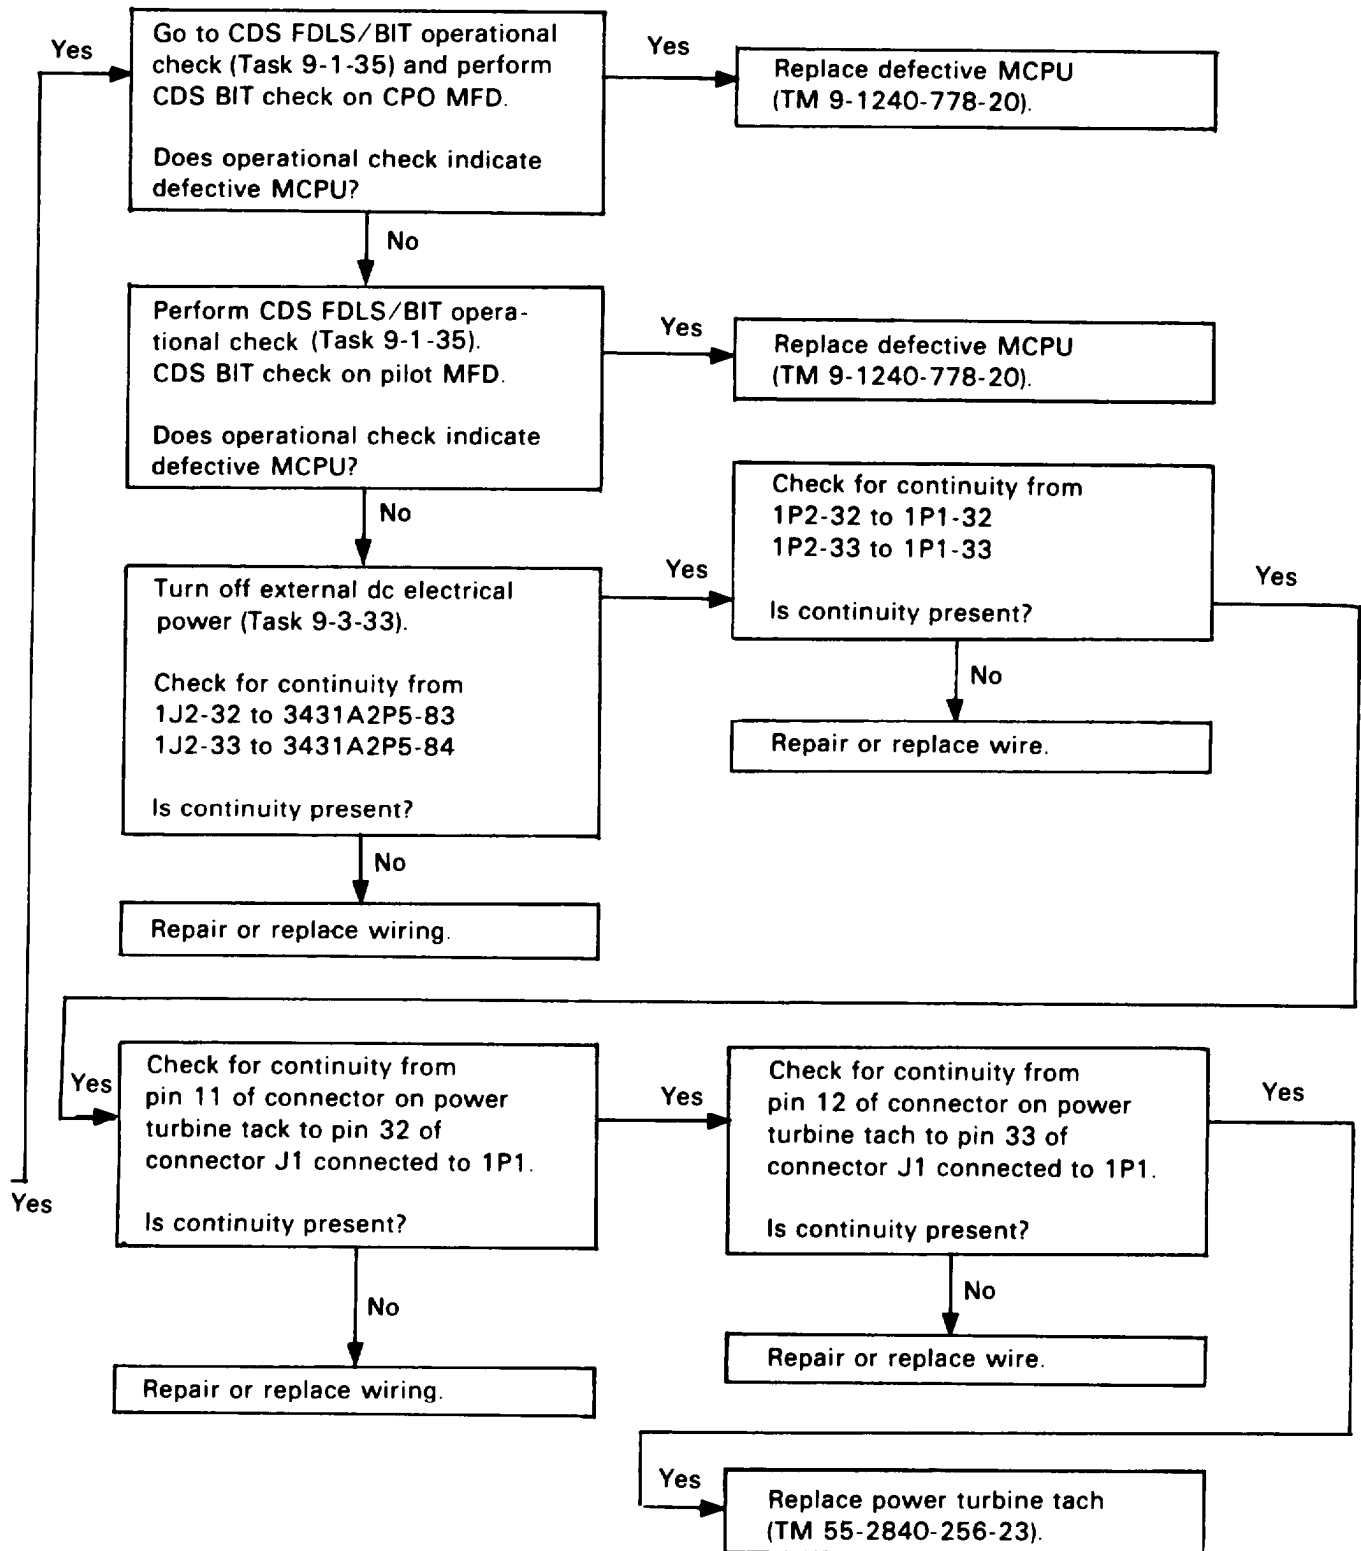 Yes
Go to CDS FDLS/BIT operational
check (Task 9-1-35) and perform
CDS BIT check on CPO MFD.
Does operational check indicate
defective MCPU?
Yes
Replace defective MCPU
(TM 9-1240-778-20).
No
Perform CDS FDLS/BIT opera-
tional check (Task 9-1-35).
CDS BIT check on pilot MFD.
Does operational check indicate
defective MCPU?
Yes
Replace defective MCPU
(TM 9-1240-778-20).
No
Turn off external dc electrical
power (Task 9-3-33).
Check for continuity from
1J2-32 to 3431A2P5-83
1J2-33 to 3431A2P5-84
Is continuity present?
Yes
Check for continuity from
1P2-32 to 1P1-32
1P2-33 to 1P1-33
Is continuity present?
Yes
No
Repair or replace wire.
No
Repair or replace wiring.
Yes
Yes
Check for continuity from
pin 11 of connector on power
turbine tack to pin 32 of
connector J1 connected to 1P1.
Is continuity present?
Yes
Check for continuity from
pin 12 of connector on power
turbine tach to pin 33 of
connector J1 connected to 1P1.
Is continuity present?
Yes
No
Repair or replace wiring.
No
Repair or replace wire.
Yes
Replace power turbine tach
(TM 55-2840-256-23).